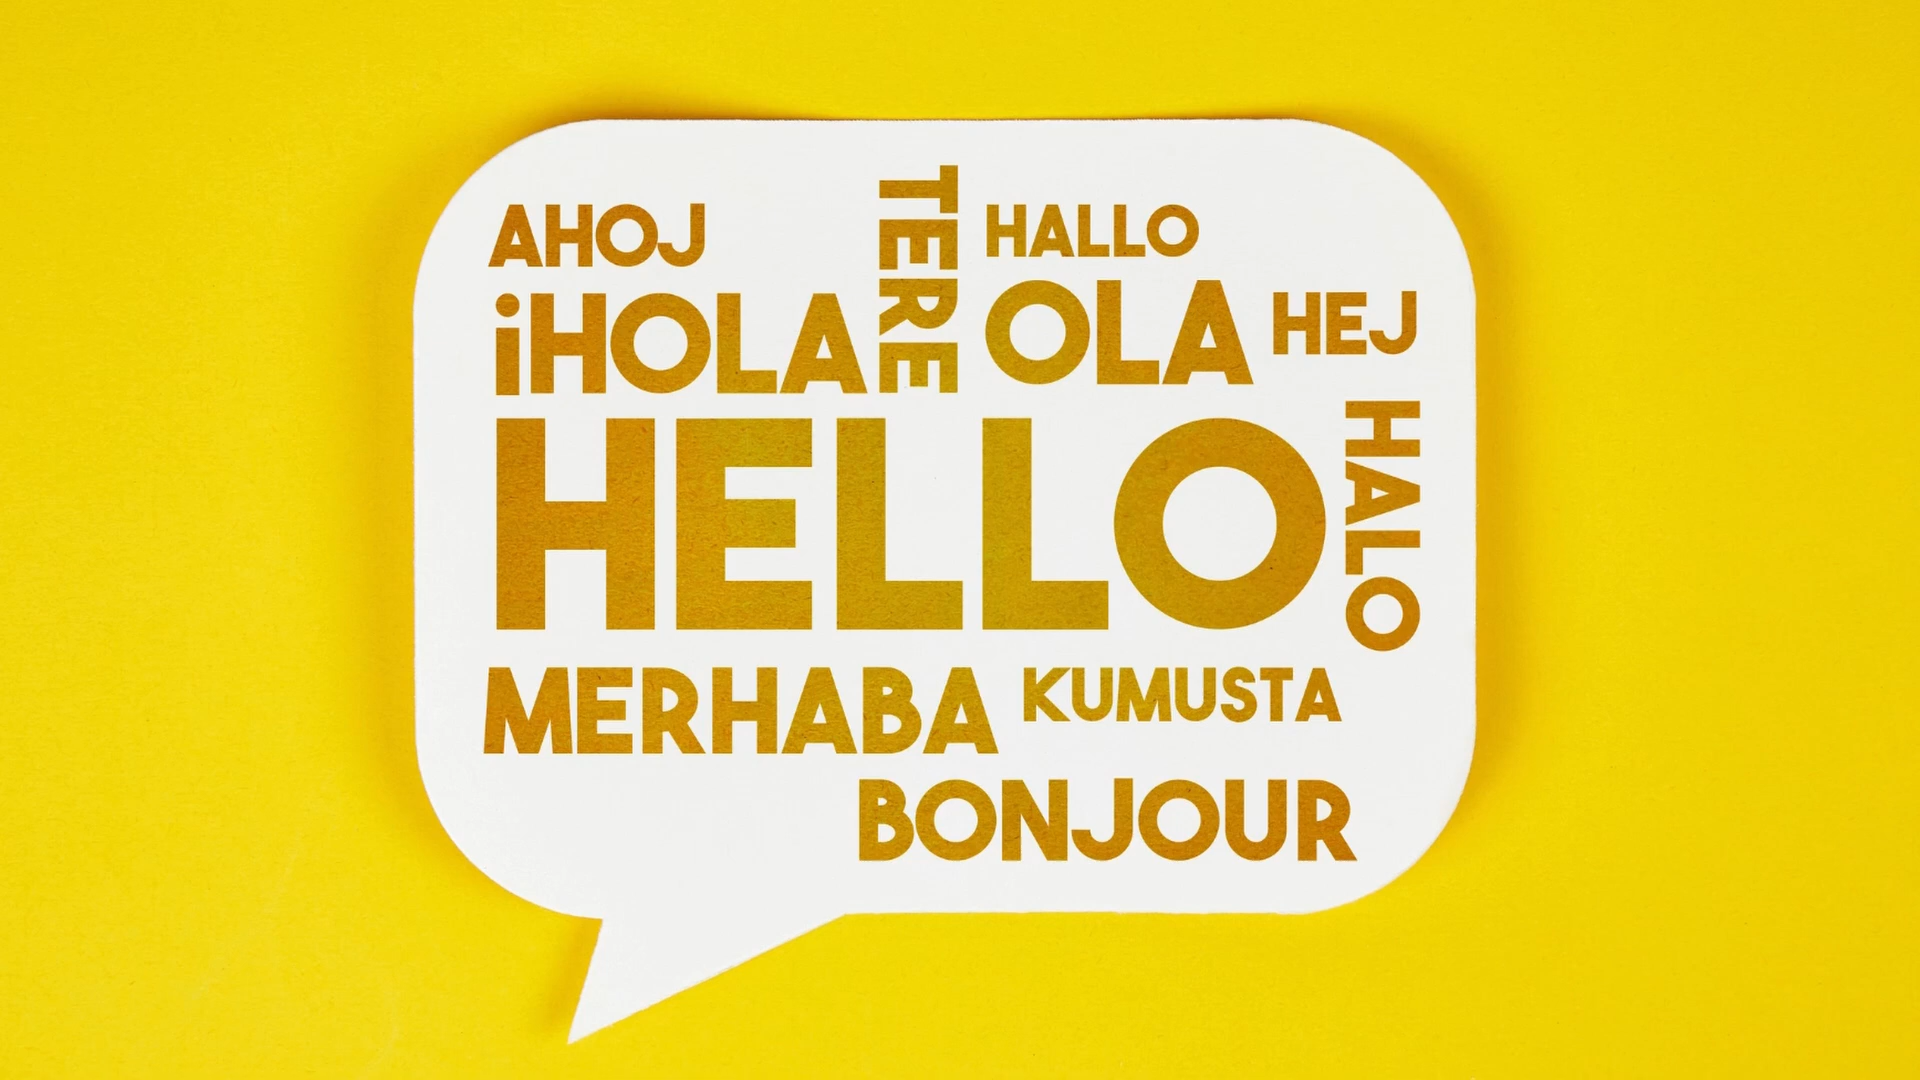 AHOJ
TERE
HALLO
¡HOLA
OLA
HEJ
HELLO
HALO
MERHABA
KUMUSTA
BONJOUR